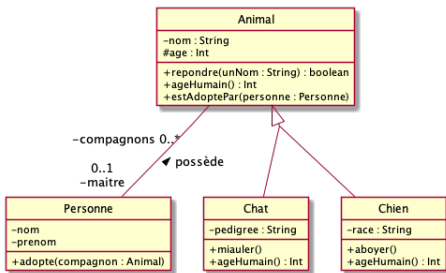 Animal
-nom : String
#age : Int
+repondre(unNom : String) : boolean
+ageHumain() : Int
+estAdoptePar(personne : Personne)
-compagnons 0..*
possède
0..1
-maitre
Personne
-nom
-prenom
+adopte(compagnon : Animal)
Chat
-pedigree : String
+miauler()
+ageHumain() : Int
Chien
-race : String
+aboyer()
+ageHumain() : Int